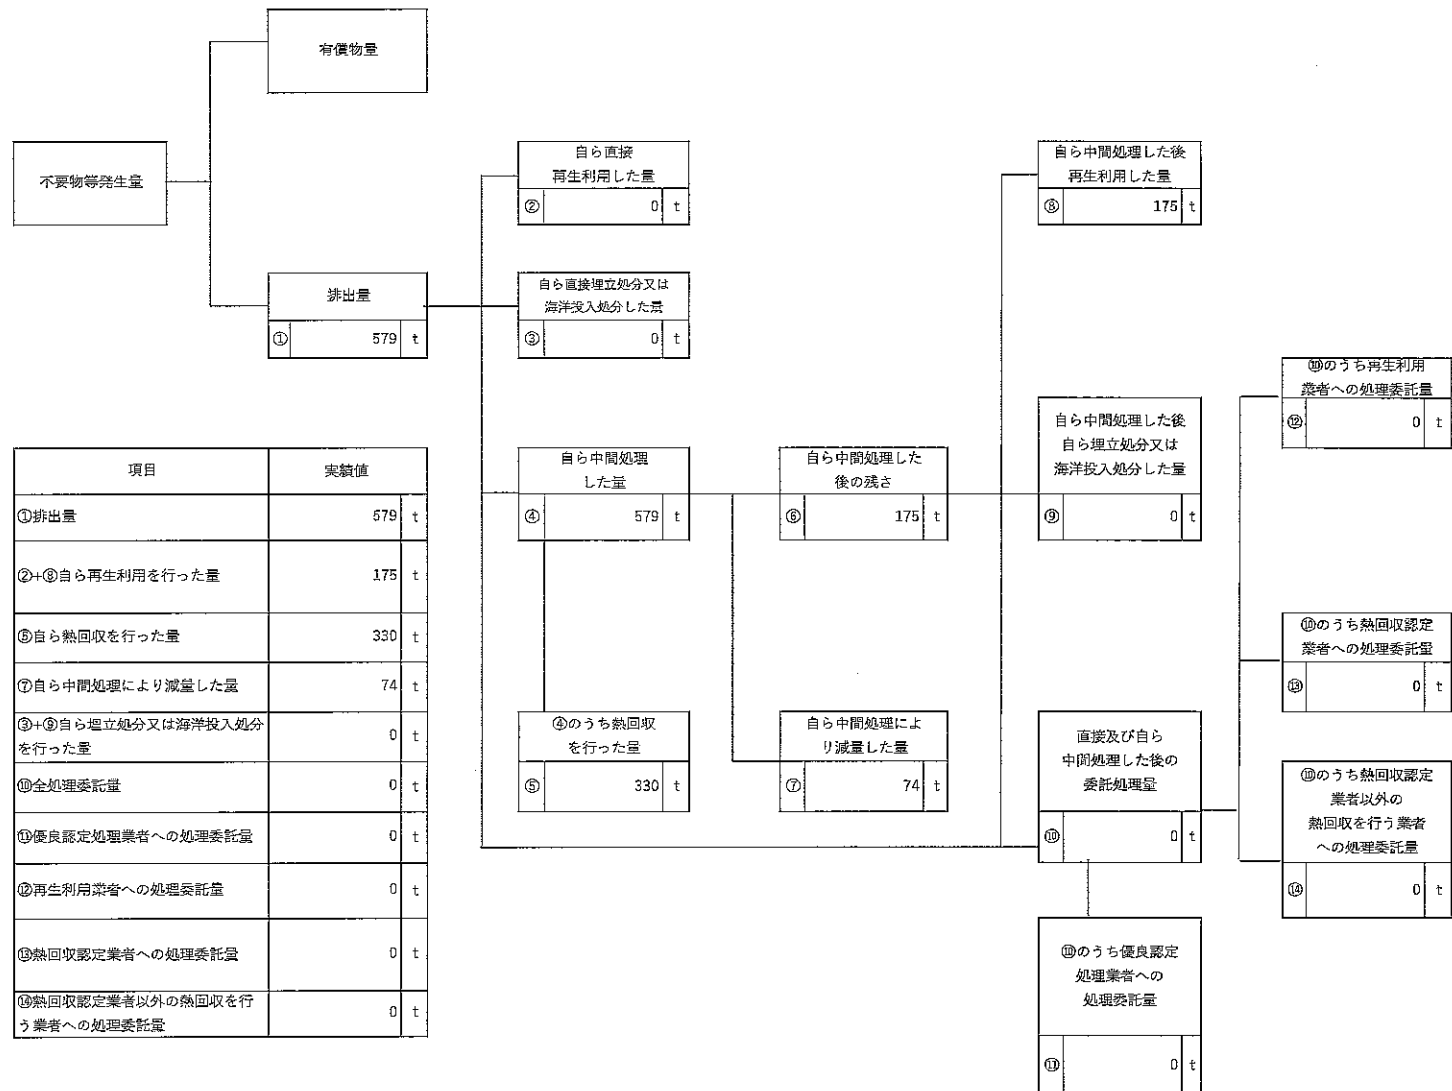 有償物量
不要物等発生量
排出量
① 579 t
自ら直接
再生利用した量
② 0 t
自ら直接埋立処分又は
海洋投入処分した量
③ 0 t
自ら中間処理
した量
④ 579 t
④のうち熱回収
を行った量
⑤ 330 t
自ら中間処理した
後の残さ
⑥ 175 t
自ら中間処理によ
り減量した量
⑦ 74 t
自ら中間処理した後
再生利用した量
⑧ 175 t
自ら中間処理した後
自ら埋立処分又は
海洋投入処分した量
⑨ 0 t
直接及び自ら
中間処理した後の
委託処理量
⑩ 0 t
⑩のうち優良認定
処理業者への
処理委託量
⑪ 0 t
⑩のうち再生利用
業者への処理委託量
⑫ 0 t
⑩のうち熱回収認定
業者への処理委託量
⑬ 0 t
⑩のうち熱回収認定
業者以外の
熱回収を行う業者
への処理委託量
⑭ 0 t
項目 実績値
①排出量 579 t
②+⑧自ら再生利用を行った量 175 t
⑤自ら熱回収を行った量 330 t
⑦自ら中間処理により減量した量 74 t
③+⑨自ら埋立処分又は海洋投入処分
を行った量 0 t
⑩全処理委託量 0 t
⑪優良認定処理業者への処理委託量 0 t
⑫再生利用業者への処理委託量 0 t
⑬熱回収認定業者への処理委託量 0 t
⑭熱回収認定業者以外の熱回収を行
う業者への処理委託量 0 t